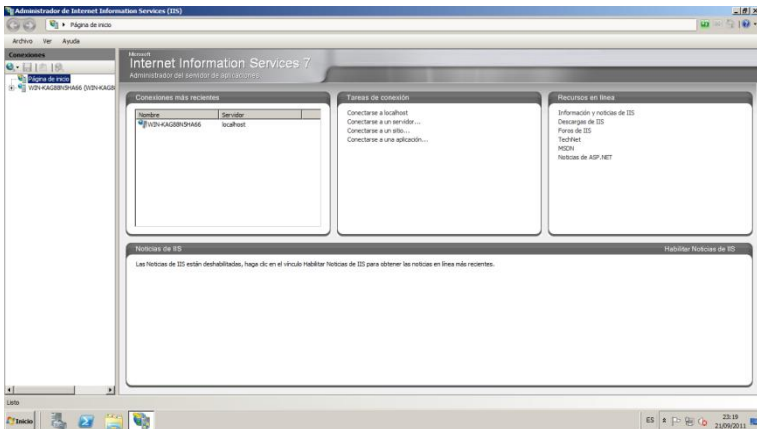 Administrador de Internet Information Services (IIS)
Página de inicio
Archivo Ver Ayuda
Conexiones
Página de inicio
WIN-KAG88N5HA66 (WIN-KAG88
Microsoft
Internet Information Services 7
Administrador del servidor de aplicaciones
Conexiones más recientes
Nombre Servidor
WIN-KAG88N5HA66 localhost
Tareas de conexión
Conectarse a localhost
Conectarse a un servidor...
Conectarse a un sitio...
Conectarse a una aplicación...
Recursos en línea
Información y noticias de IIS
Descargas de IIS
Foros de IIS
TechNet
MSDN
Noticias de ASP.NET
Noticias de IIS Habilitar Noticias de IIS
Las Noticias de IIS están deshabilitadas, haga clic en el vínculo Habilitar Noticias de IIS para obtener las noticias en línea más recientes.
Listo
Inicio
ES
23:19
21/09/2011